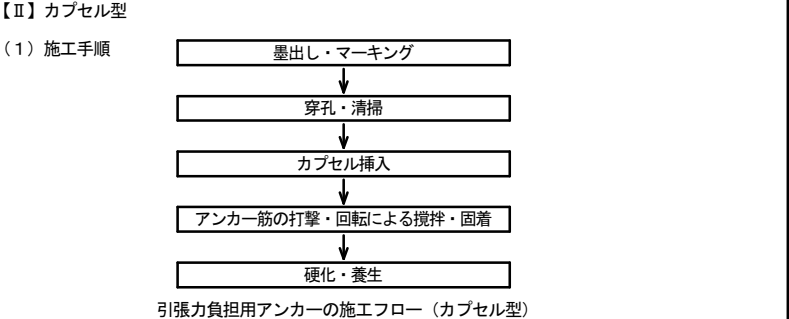 【Ⅱ】カプセル型
（１）施工手順
墨出し・マーキング
穿孔・清掃
カプセル挿入
アンカー筋の打撃・回転による撹拌・固着
硬化・養生
引張力負担用アンカーの施工フロー（カプセル型）